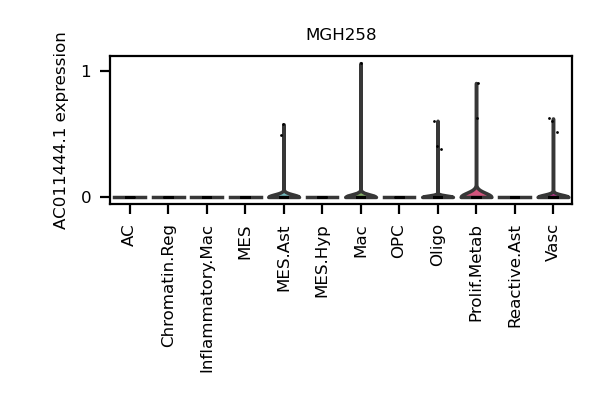 MGH258
AC011444.1 expression
1
0
AC
Chromatin.Reg
Inflammatory.Mac
MES
MES.Ast
MES.Hyp
Mac
OPC
Oligo
Prolif.Metab
Reactive.Ast
Vasc